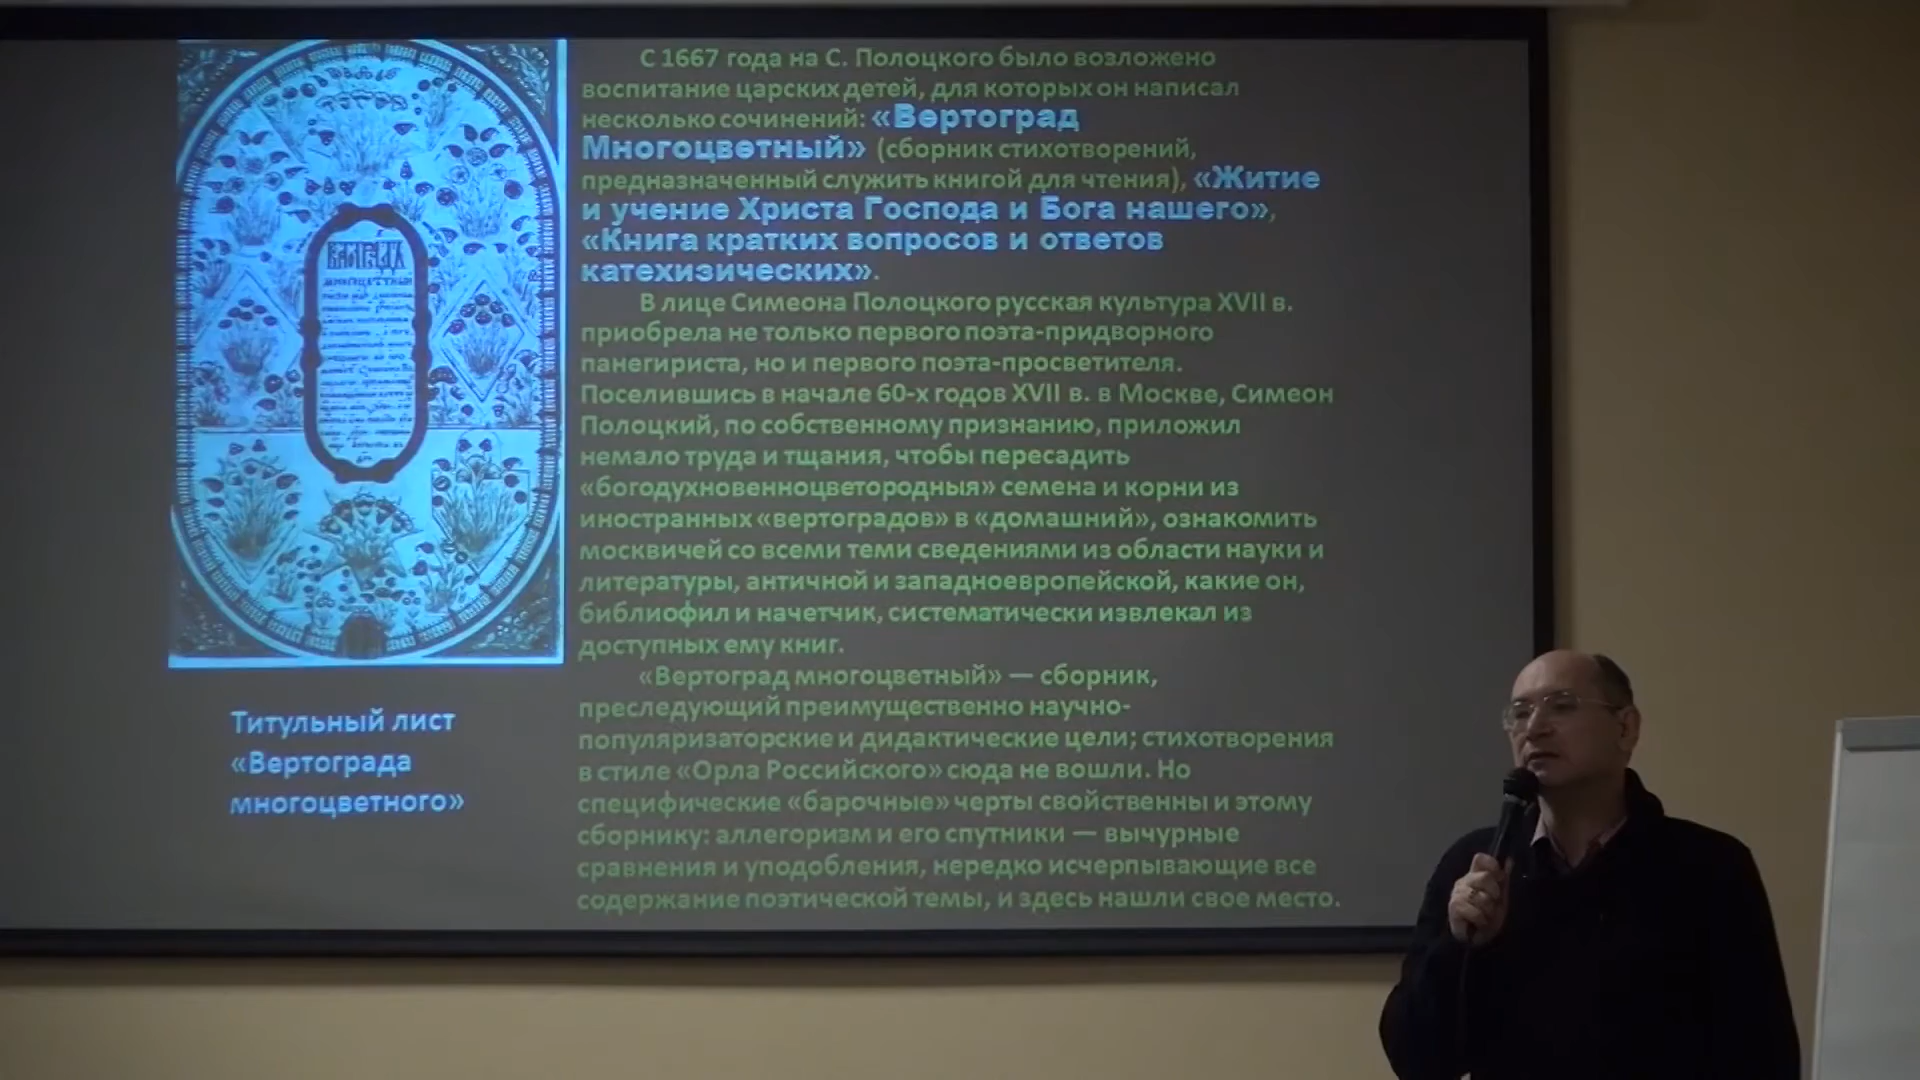 С 1667 года на С. Полоцкого было возложено
воспитание царских детей, для которых он написал
несколько сочинений: «Вертоград
Многоцветный» (сборник стихотворений,
предназначенный служить книгой для чтения), «Житие
и учение Христа Господа и Бога нашего»,
«Книга кратких вопросов и ответов
катехизических».
В лице Симеона Полоцкого русская культура XVII в.
приобрела не только первого поэта-придворного
панегириста, но и первого поэта-просветителя.
Поселившись в начале 60-х годов XVII в. в Москве, Симеон
Полоцкий, по собственному признанию, приложил
немало труда и тщания, чтобы пересадить
«богодухновенноцветородныя» семена и корни из
иностранных «вертоградов» в «домашний», ознакомить
москвичей со всеми теми сведениями из области науки и
литературы, античной и западноевропейской, какие он,
библиофил и начетчик, систематически извлекал из
доступных ему книг.
«Вертоград многоцветный» — сборник,
преследующий преимущественно научно-
популяризаторские и дидактические цели; стихотворения
в стиле «Орла Российского» сюда не вошли. Но
специфические «барочные» черты свойственны и этому
сборнику: аллегоризм и его спутники — вычурные
сравнения и уподобления, нередко исчерпывающие все
содержание поэтической темы, и здесь нашли свое место.
Титульный лист
«Вертограда
многоцветного»